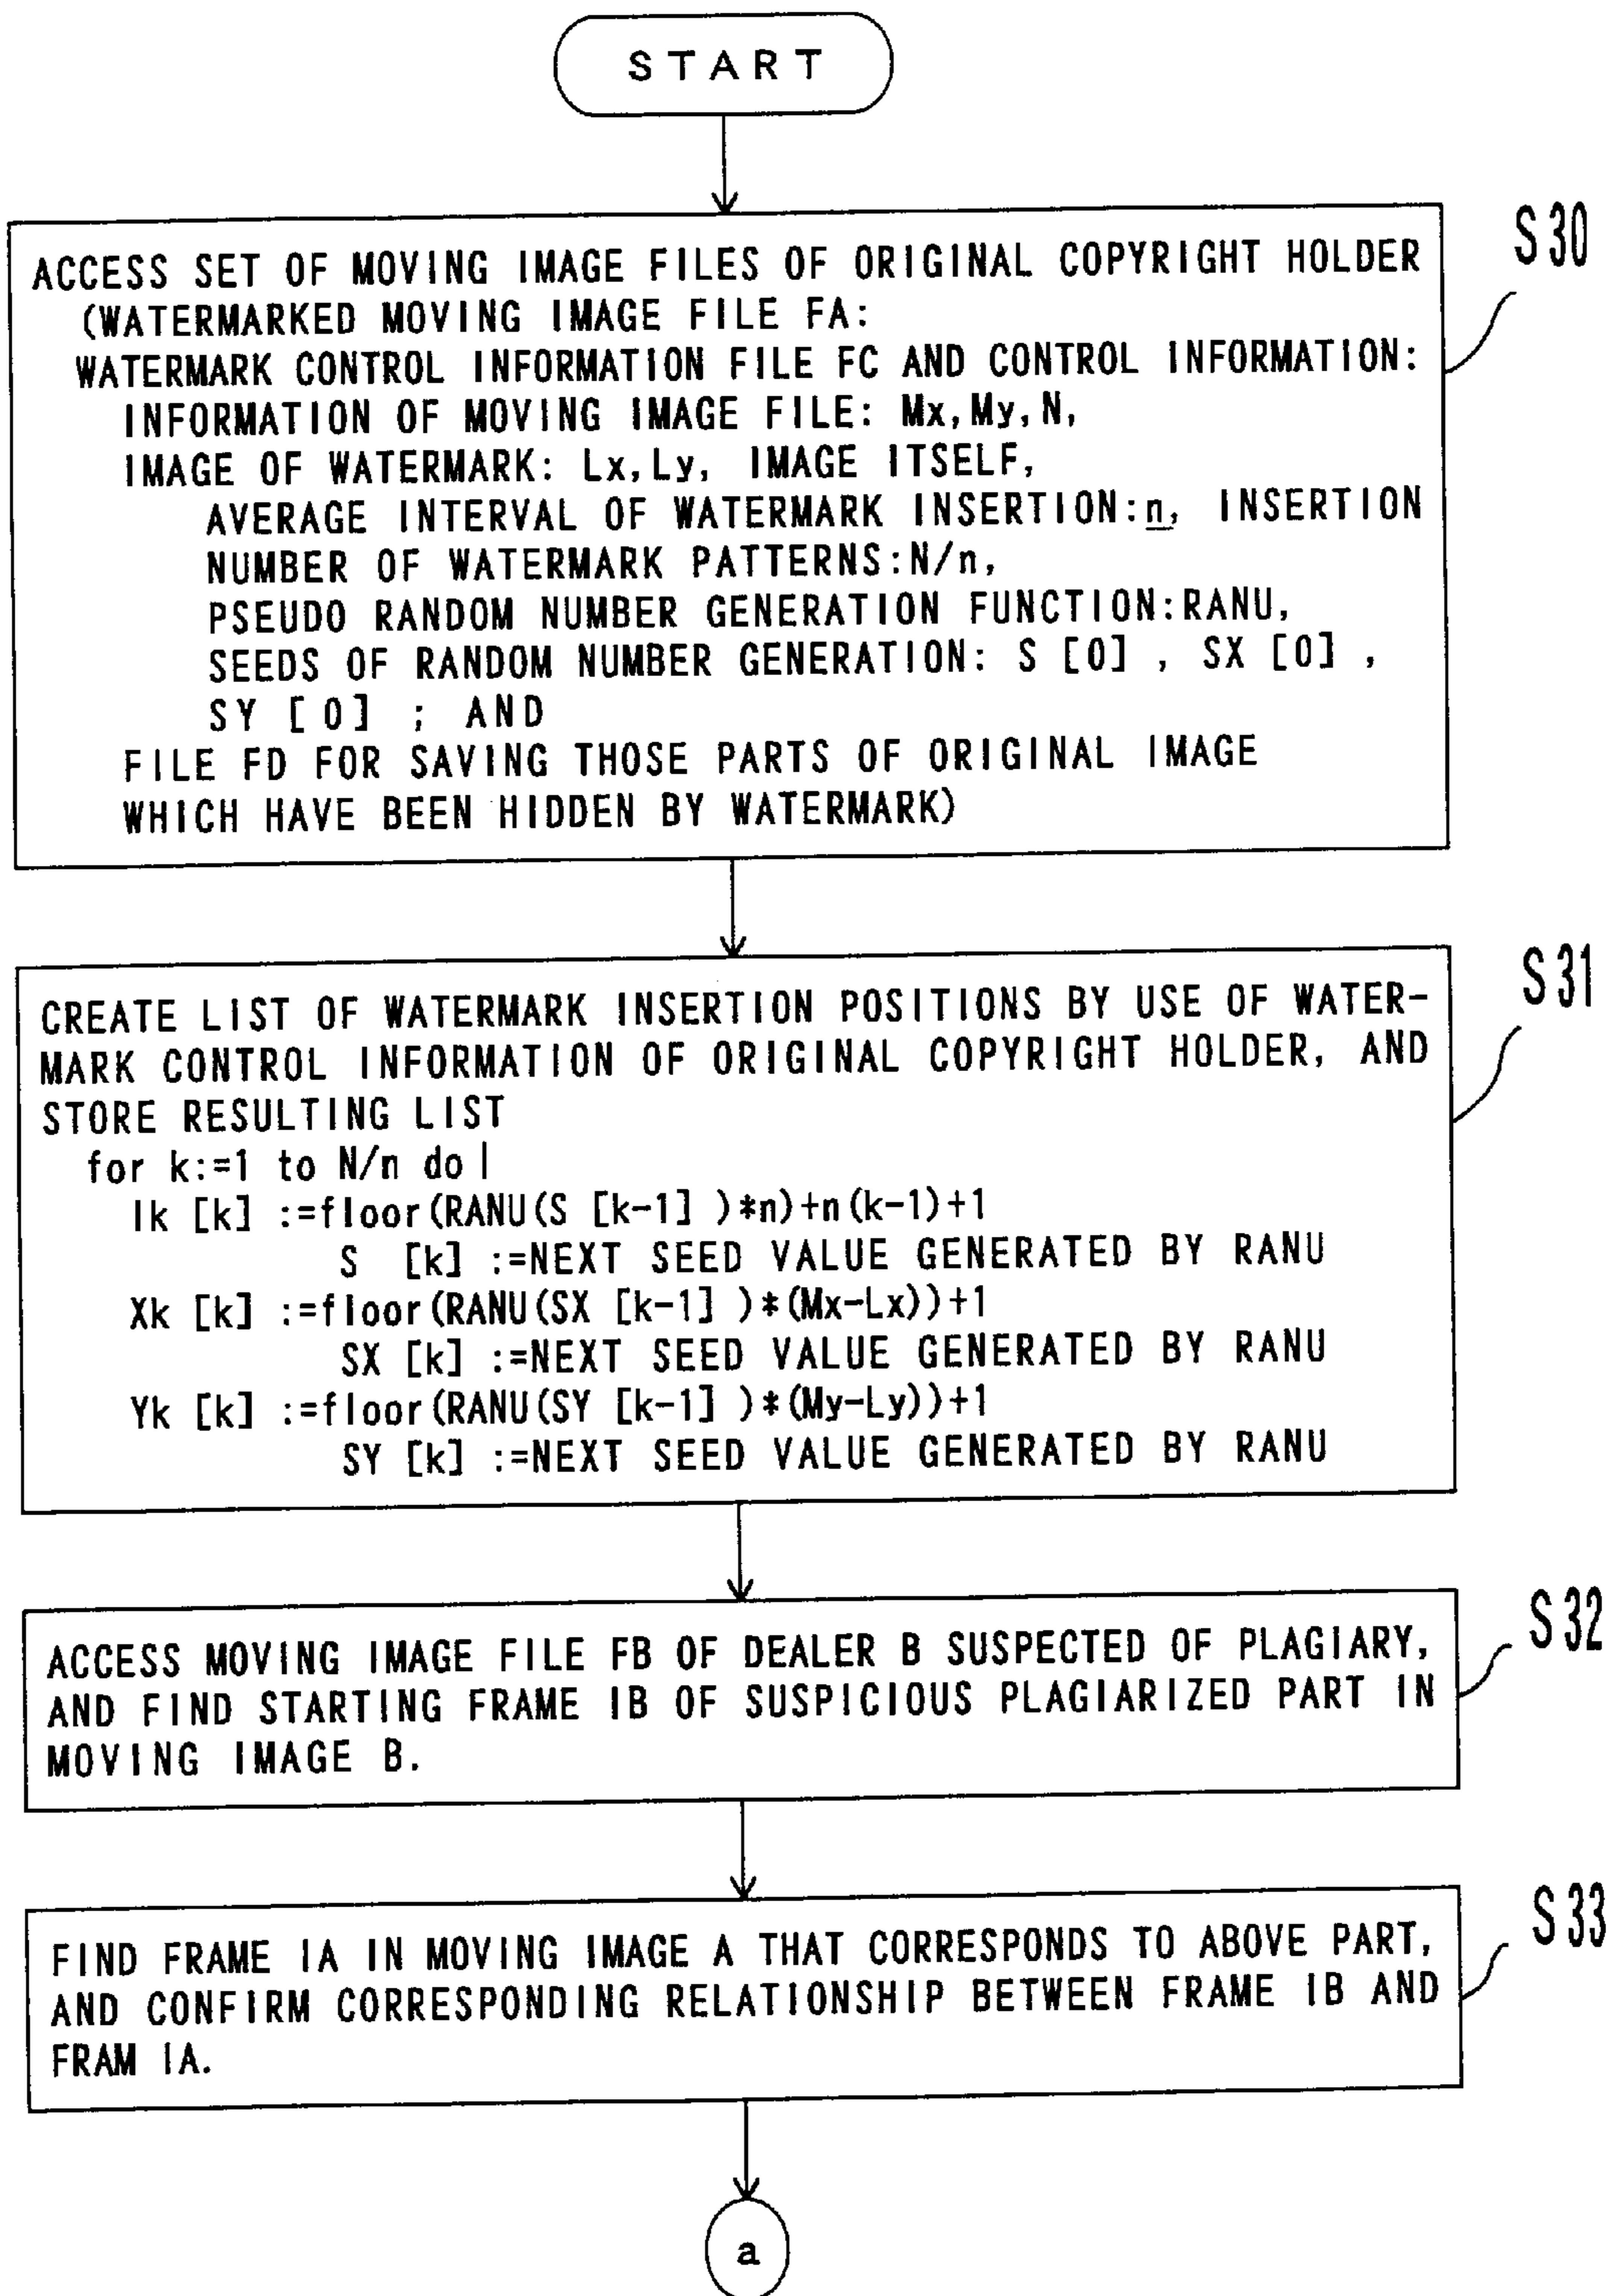 START
S30
ACCESS SET OF MOVING IMAGE FILES OF ORIGINAL COPYRIGHT HOLDER
(WATERMARKED MOVING IMAGE FILE FA:
WATERMARK CONTROL INFORMATION FILE FC AND CONTROL INFORMATION:
INFORMATION OF MOVING IMAGE FILE: Mx,My,N,
IMAGE OF WATERMARK: Lx,Ly, IMAGE ITSELF,
AVERAGE INTERVAL OF WATERMARK INSERTION:n, INSERTION
NUMBER OF WATERMARK PATTERNS:N/n,
PSEUDO RANDOM NUMBER GENERATION FUNCTION:RANU,
SEEDS OF RANDOM NUMBER GENERATION: S [0] , SX [0] ,
SY [0] ; AND
FILE FD FOR SAVING THOSE PARTS OF ORIGINAL IMAGE
WHICH HAVE BEEN HIDDEN BY WATERMARK)
S31
CREATE LIST OF WATERMARK INSERTION POSITIONS BY USE OF WATER-
MARK CONTROL INFORMATION OF ORIGINAL COPYRIGHT HOLDER, AND
STORE RESULTING LIST
for k:=1 to N/n do |
Ik [k] :=floor(RANU(S [k-1] )*n)+n(k-1)+1
S [k] :=NEXT SEED VALUE GENERATED BY RANU
Xk [k] :=floor(RANU(SX [k-1] )*(Mx-Lx))+1
SX [k] :=NEXT SEED VALUE GENERATED BY RANU
Yk [k] :=floor(RANU(SY [k-1] )*(My-Ly))+1
SY [k] :=NEXT SEED VALUE GENERATED BY RANU
S32
ACCESS MOVING IMAGE FILE FB OF DEALER B SUSPECTED OF PLAGIARY,
AND FIND STARTING FRAME IB OF SUSPICIOUS PLAGIARIZED PART IN
MOVING IMAGE B.
S33
FIND FRAME IA IN MOVING IMAGE A THAT CORRESPONDS TO ABOVE PART,
AND CONFIRM CORRESPONDING RELATIONSHIP BETWEEN FRAME IB AND
FRAM IA.
a